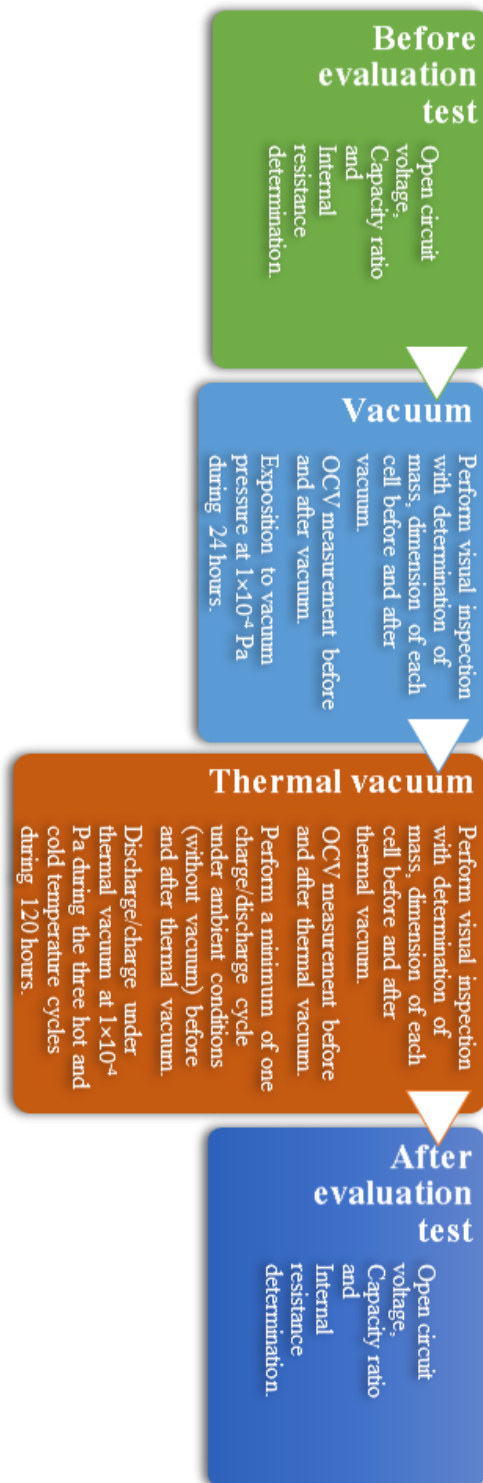 Before
evaluation
test
Open circuit
voltage,
Capacity ratio
and
Internal
resistance
determination.
Vacuum
Perform visual inspection
with determination of
mass, dimension of each
cell before and after
vacuum.
OCV measurement before
and after vacuum.
Exposition to vacuum
pressure at 1×10⁻⁴ Pa
during 24 hours.
Thermal vacuum
Perform visual inspection
with determination of
mass, dimension of each
cell before and after
thermal vacuum.
OCV measurement before
and after thermal vacuum.
Perform a minimum of one
charge/discharge cycle
under ambient conditions
(without vacuum) before
and after thermal vacuum.
Discharge/charge under
thermal vacuum at 1×10⁻⁴
Pa during the three hot and
cold temperature cycles
during 120 hours.
After
evaluation
test
Open circuit
voltage,
Capacity ratio
and
Internal
resistance
determination.